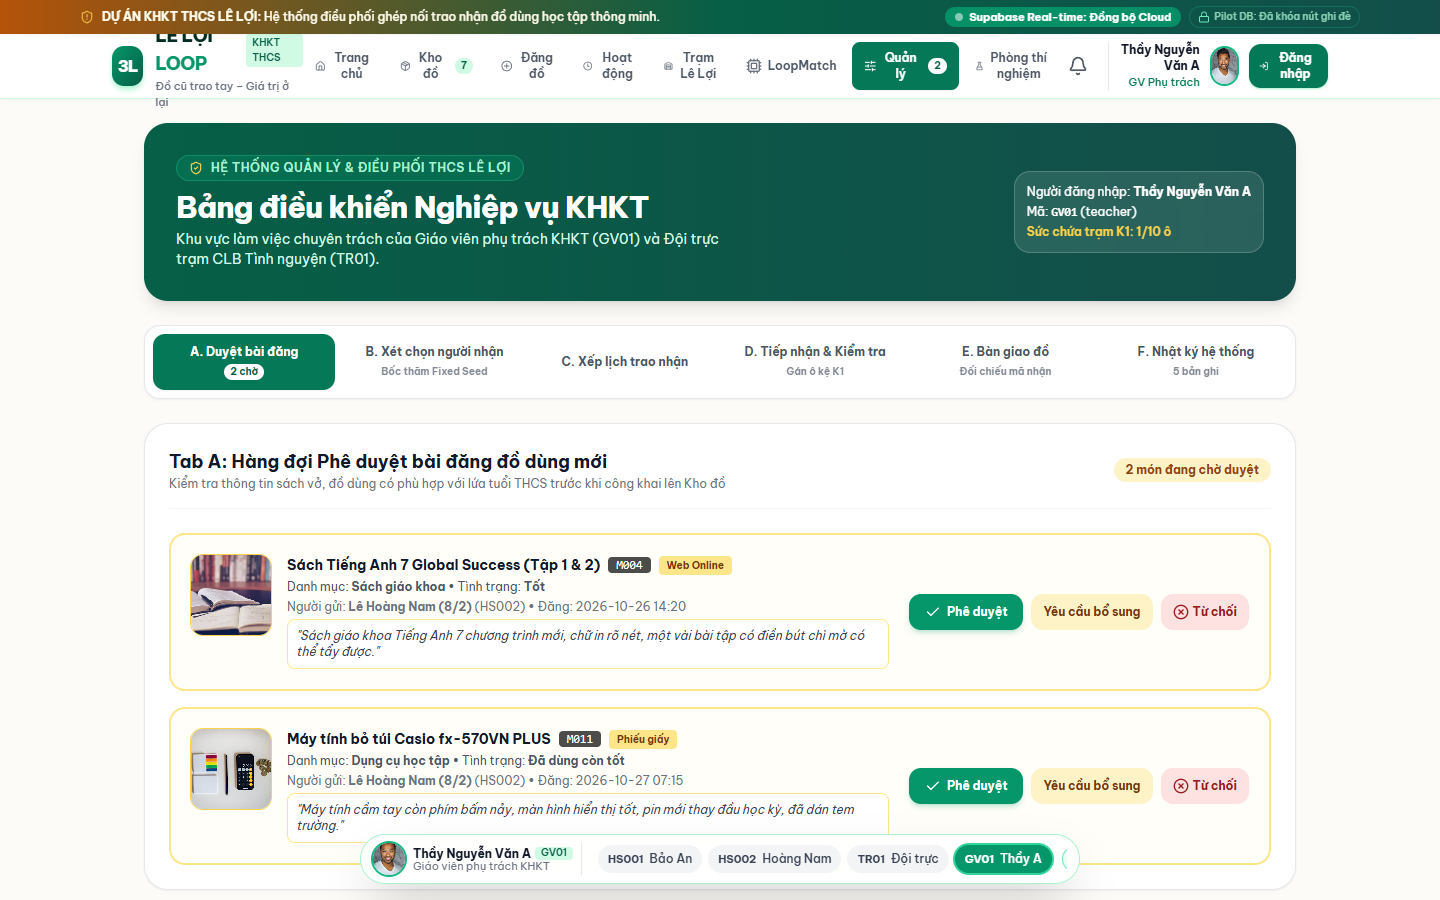 DỰ ÁN KHKT THCS LÊ LỢI: Hệ thống điều phối ghép nối trao nhận đồ dùng học tập thông minh.
Supabase Real-time: Đồng bộ Cloud
Pilot DB: Đã khóa nút ghi đè
3L
LÊ LỢI
LOOP
KHKT
THCS
Đồ cũ trao tay – Giá trị ở
lại
Trang
chủ
Kho
đồ
7
Đăng
đồ
Hoạt
động
Trạm
Lê Lợi
LoopMatch
Quản
lý
2
Phòng thí
nghiệm
Thầy Nguyễn
Văn A
GV Phụ trách
Đăng
nhập
HỆ THỐNG QUẢN LÝ & ĐIỀU PHỐI THCS LÊ LỢI
Bảng điều khiển Nghiệp vụ KHKT
Khu vực làm việc chuyên trách của Giáo viên phụ trách KHKT (GV01) và Đội trực
trạm CLB Tình nguyện (TR01).
Người đăng nhập: Thầy Nguyễn Văn A
Mã: GV01 (teacher)
Sức chứa trạm K1: 1/10 ô
A. Duyệt bài đăng
2 chờ
B. Xét chọn người nhận
Bốc thăm Fixed Seed
C. Xếp lịch trao nhận
D. Tiếp nhận & Kiểm tra
Gán ô kệ K1
E. Bàn giao đồ
Đối chiếu mã nhận
F. Nhật ký hệ thống
5 bản ghi
Tab A: Hàng đợi Phê duyệt bài đăng đồ dùng mới
Kiểm tra thông tin sách vở, đồ dùng có phù hợp với lứa tuổi THCS trước khi công khai lên Kho đồ
2 món đang chờ duyệt
Sách Tiếng Anh 7 Global Success (Tập 1 & 2) M004 Web Online
Danh mục: Sách giáo khoa • Tình trạng: Tốt
Người gửi: Lê Hoàng Nam (8/2) (HS002) • Đăng: 2026-10-26 14:20
"Sách giáo khoa Tiếng Anh 7 chương trình mới, chữ in rõ nét, một vài bài tập có điền bút chì mờ có
thể tẩy được."
Phê duyệt
Yêu cầu bổ sung
Từ chối
Máy tính bỏ túi Casio fx-570VN PLUS M011 Phiếu giấy
Danh mục: Dụng cụ học tập • Tình trạng: Đã dùng còn tốt
Người gửi: Lê Hoàng Nam (8/2) (HS002) • Đăng: 2026-10-27 07:15
"Máy tính cầm tay còn phím bấm nảy, màn hình hiển thị tốt, pin mới thay đầu học kỳ, đã dán tem
trường."
Phê duyệt
Yêu cầu bổ sung
Từ chối
Thầy Nguyễn Văn A GV01
Giáo viên phụ trách KHKT
HS001 Bảo An
HS002 Hoàng Nam
TR01 Đội trực
GV01 Thầy A